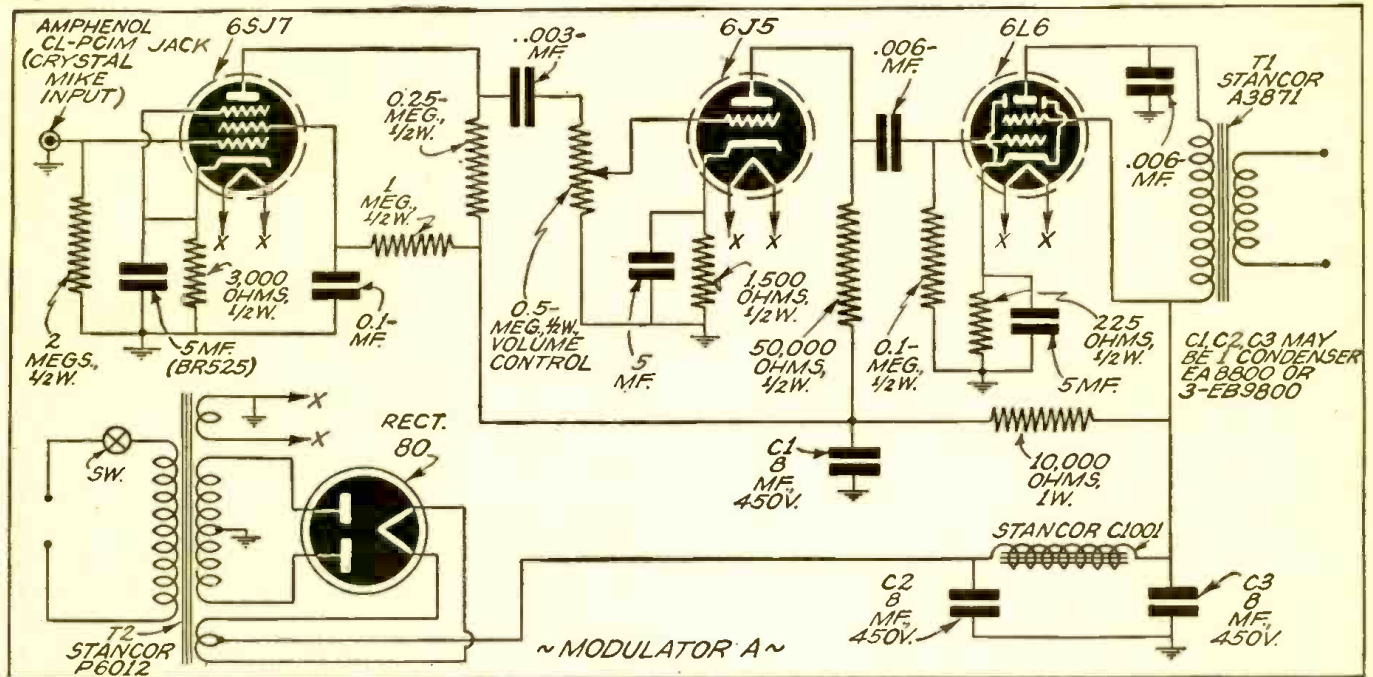 AMPHENOL
CL-PCIM JACK
(CRYSTAL
MIKE
INPUT)
6SJ7
..003-
MF.
6J5
.006-
MF.
6L6
T1
STANCOR
A3871
0.25-
MEG.,
1/2W.
.006-
MF.
1
MEG.,
1/2W.
X X
X X
X X
2
MEGS.,
1/2W.
5 MF.
(BR525)
3,000
OHMS,
1/2W.
0.1-
MF.
0.5-
MEG., 1/2W.,
VOLUME
CONTROL
5
MF.
1,500
OHMS,
1/2W.
50,000
OHMS,
1/2W.
0.1-
MEG.,
1/2W.
225
OHMS,
1/2W.
5MF.
C1, C2, C3 MAY
BE 1 CONDENSER
EA8800 OR
3-EB9800
SW.
X
X
RECT.
80
C1
8
MF.,
450V.
10,000
OHMS,
1W.
STANCOR C1001
C2
8
MF.,
450V.
C3
8
MF.,
450V.
T2
STANCOR
P6012
~MODULATOR A~